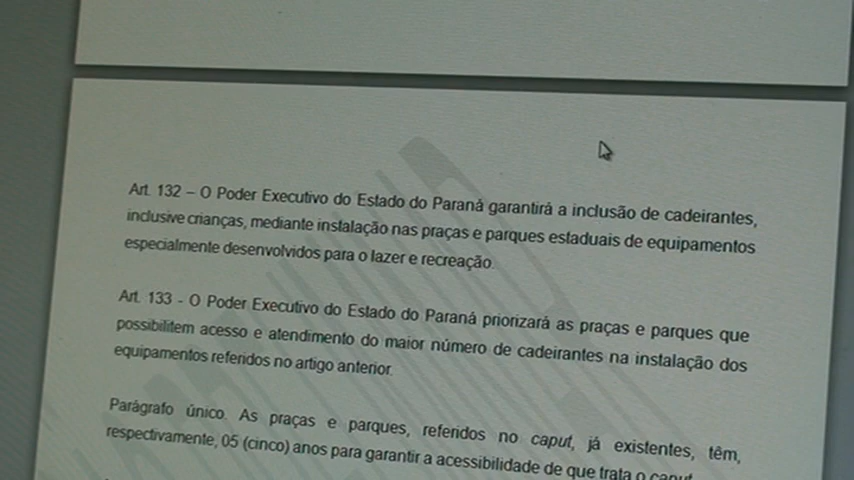 Art. 132 – O Poder Executivo do Estado do Paraná garantirá a inclusão de cadeirantes,
inclusive crianças, mediante instalação nas praças e parques estaduais de equipamentos
especialmente desenvolvidos para o lazer e recreação.
Art. 133 - O Poder Executivo do Estado do Paraná priorizará as praças e parques que
possibilitem acesso e atendimento do maior número de cadeirantes na instalação dos
equipamentos referidos no artigo anterior.
Parágrafo único. As praças e parques, referidos no caput, já existentes, têm,
respectivamente, 05 (cinco) anos para garantir a acessibilidade de que trata o caput